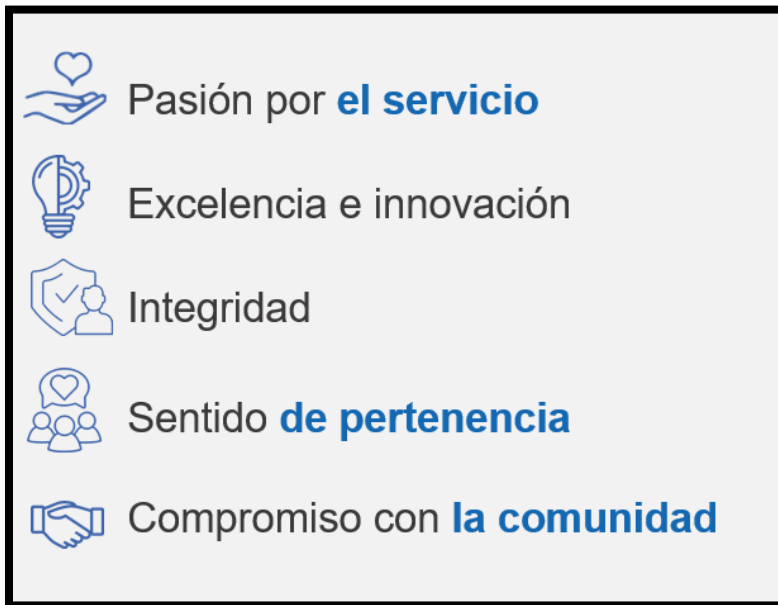 Pasión por el servicio
Excelencia e innovación
Integridad
Sentido de pertenencia
Compromiso con la comunidad